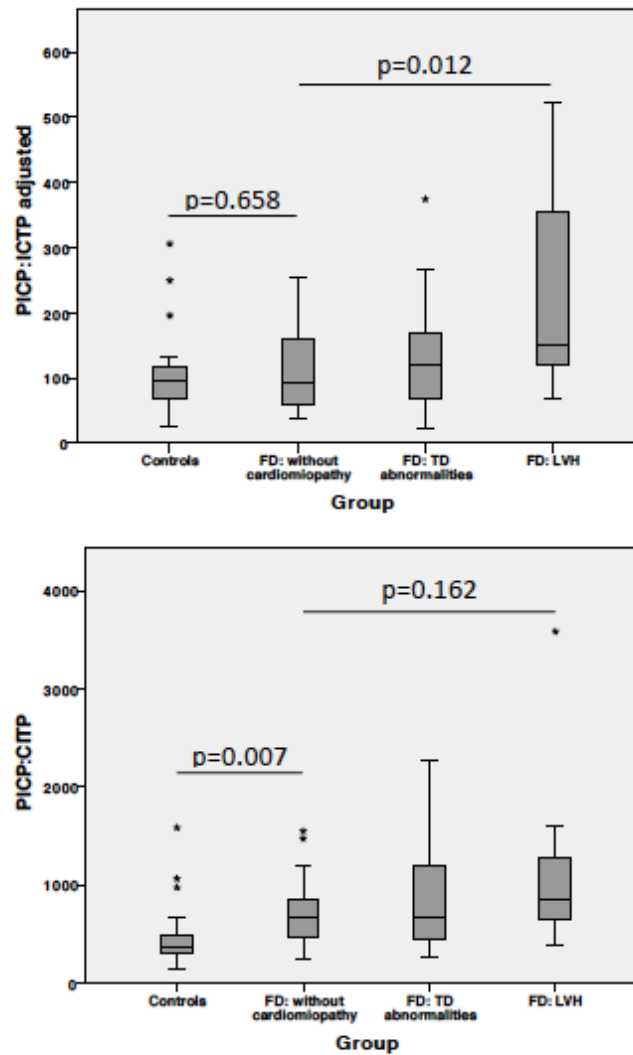 600
p=0.012
500
400
p=0.658
300
200
100
0
PICP:ICTP adjusted
Controls
FD: without cardiomiopathy
FD: TD abnormalities
FD: LVH
Group
4000
p=0.162
3000
p=0.007
2000
1000
0
PICP:CITP
Controls
FD: without cardiomiopathy
FD: TD abnormalities
FD: LVH
Group